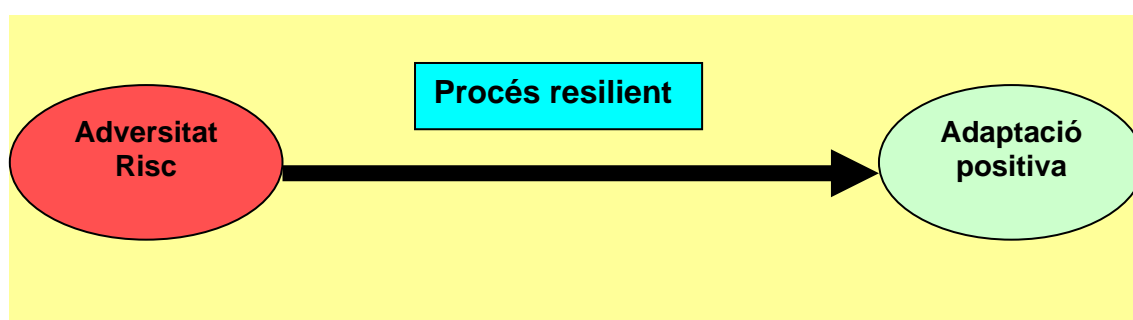 Procés resilient
Adversitat
Risc
Adaptació
positiva